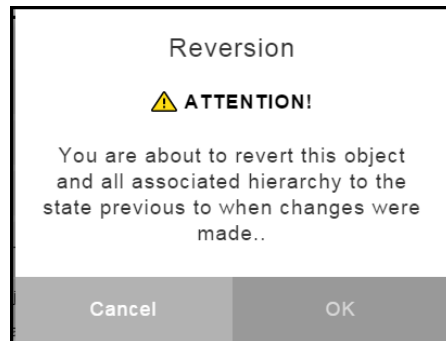 Reversion
ATTENTION!
You are about to revert this object
and all associated hierarchy to the
state previous to when changes were
made..
Cancel
OK